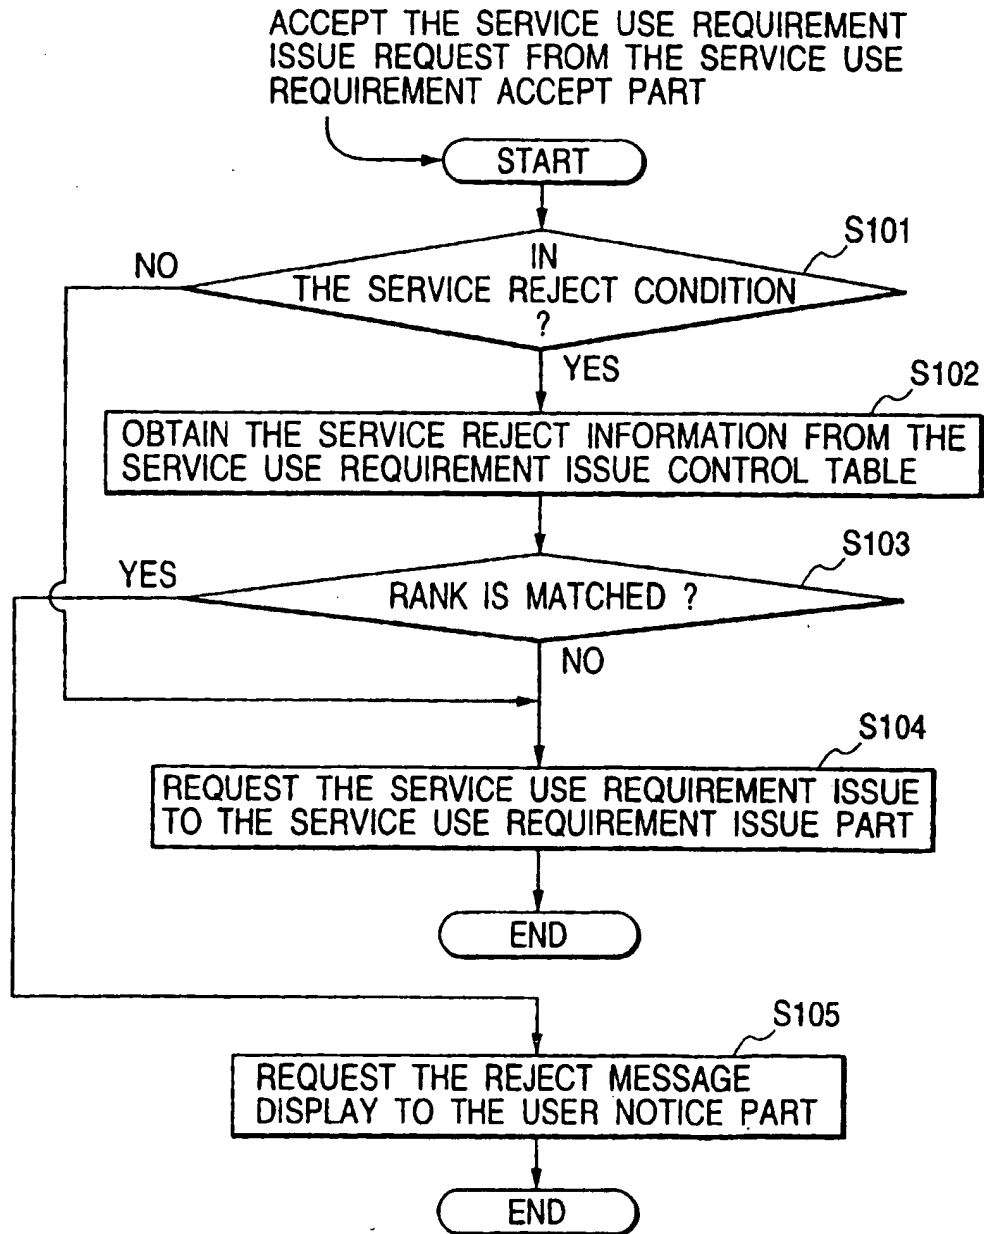 ACCEPT THE SERVICE USE REQUIREMENT
ISSUE REQUEST FROM THE SERVICE USE
REQUIREMENT ACCEPT PART
START
S101
NO
IN
THE SERVICE REJECT CONDITION
?
YES
S102
OBTAIN THE SERVICE REJECT INFORMATION FROM THE
SERVICE USE REQUIREMENT ISSUE CONTROL TABLE
S103
YES
RANK IS MATCHED ?
NO
S104
REQUEST THE SERVICE USE REQUIREMENT ISSUE
TO THE SERVICE USE REQUIREMENT ISSUE PART
END
S105
REQUEST THE REJECT MESSAGE
DISPLAY TO THE USER NOTICE PART
END